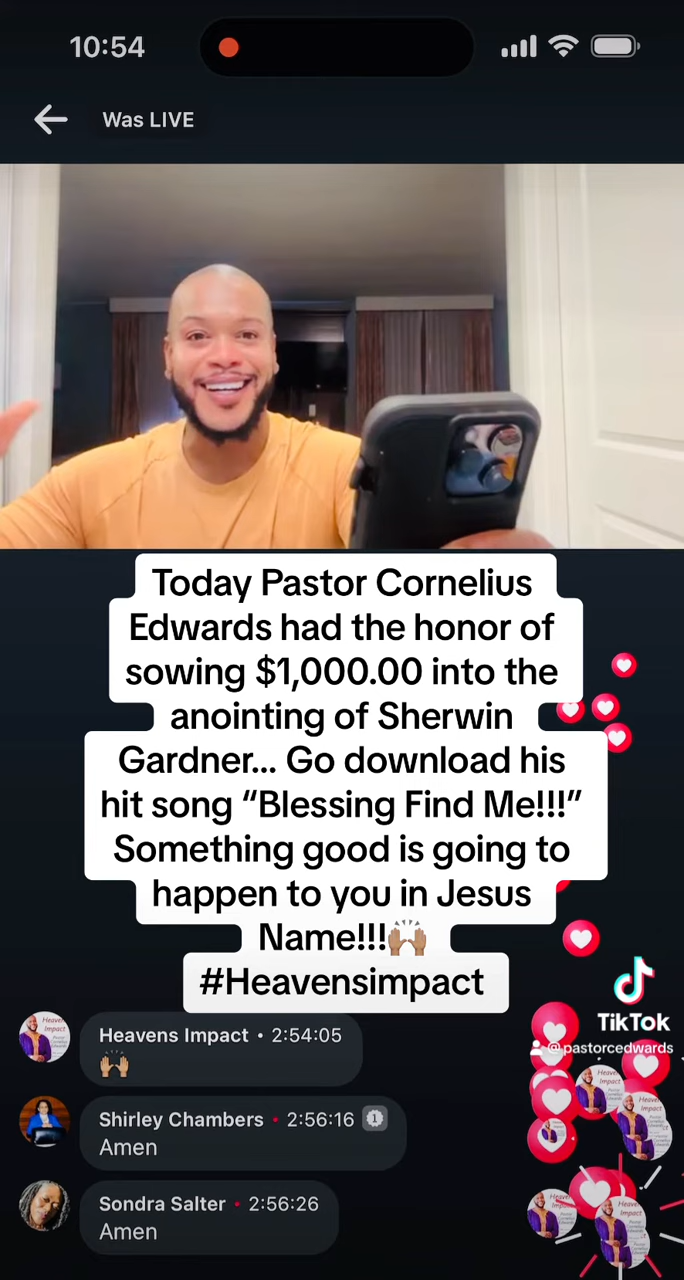 10:54
Was LIVE
Today Pastor Cornelius
Edwards had the honor of
sowing $1,000.00 into the
anointing of Sherwin
Gardner... Go download his
hit song “Blessing Find Me!!!”
Something good is going to
happen to you in Jesus
Name!!!🙌🏽
#Heavensimpact
TikTok
@pastorcedwards
Heavens Impact • 2:54:05
🙌🏽
Shirley Chambers • 2:56:16 1
Amen
Sondra Salter • 2:56:26
Amen